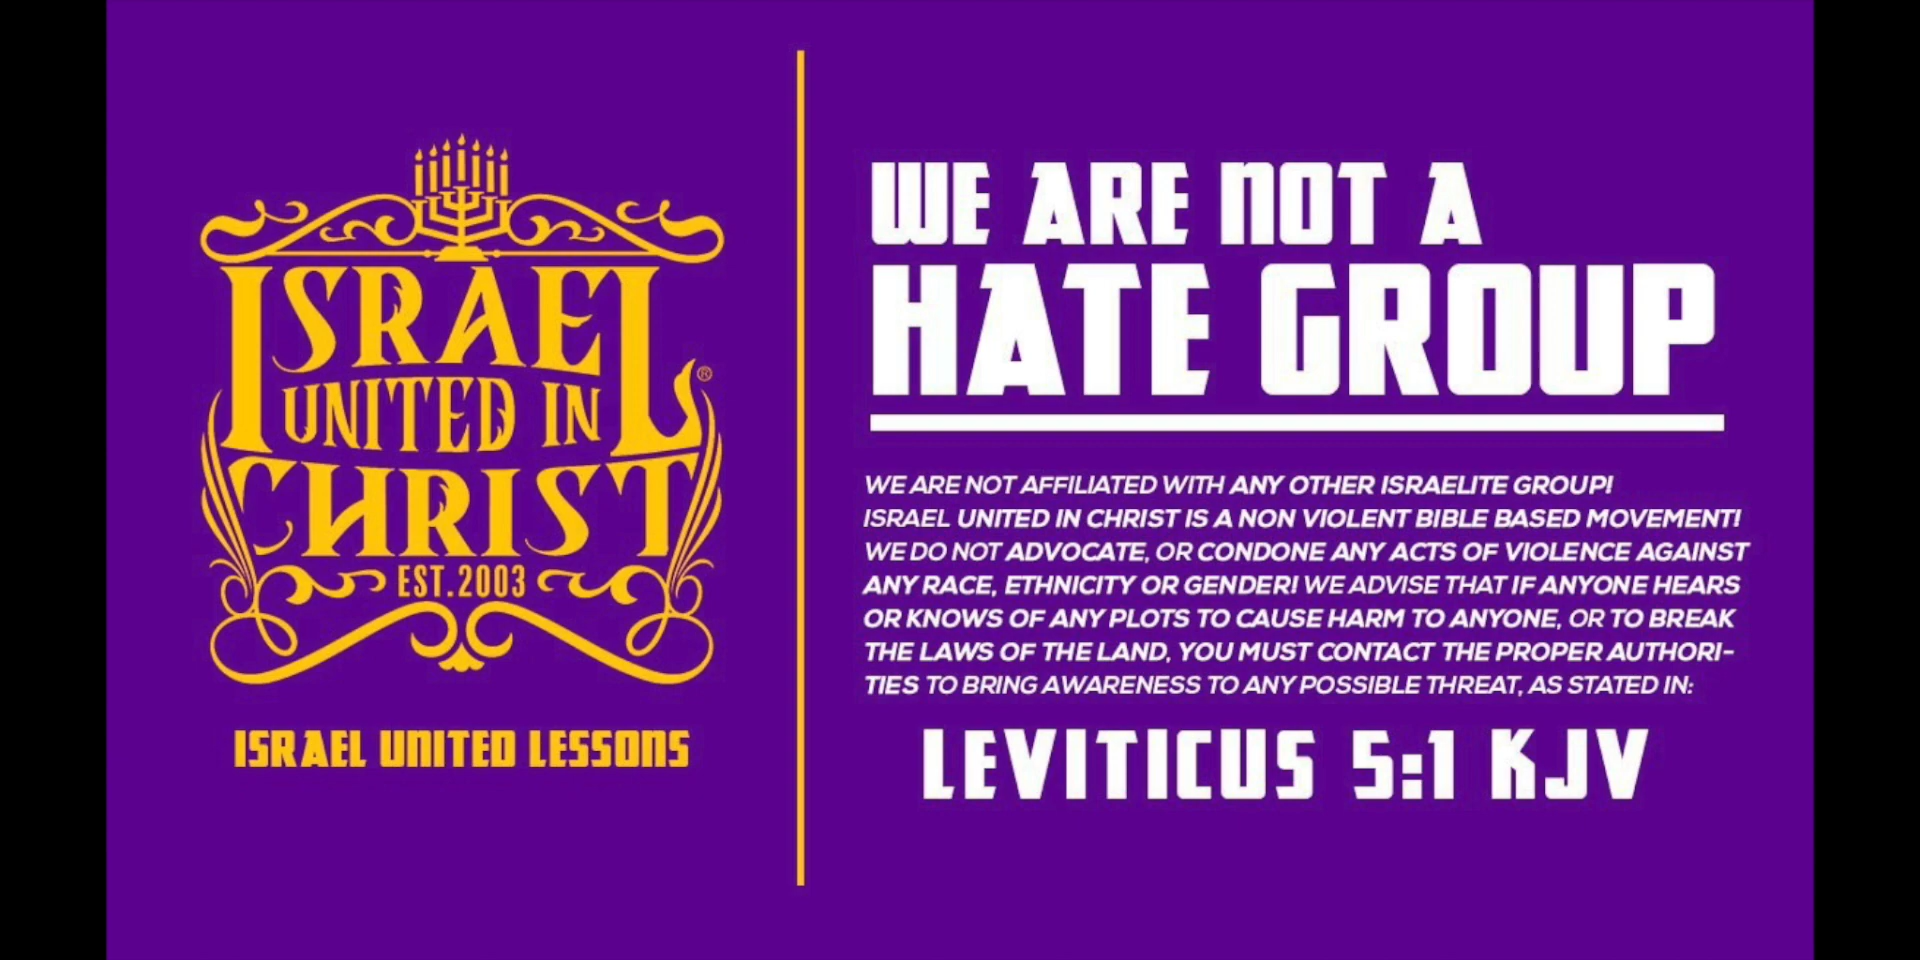 ISRAEL
UNITED IN
CHRIST
®
EST.2003
ISRAEL UNITED LESSONS
WE ARE NOT A
HATE GROUP
WE ARE NOT AFFILIATED WITH ANY OTHER ISRAELITE GROUP!
ISRAEL UNITED IN CHRIST IS A NON VIOLENT BIBLE BASED MOVEMENT!
WE DO NOT ADVOCATE, OR CONDONE ANY ACTS OF VIOLENCE AGAINST
ANY RACE, ETHNICITY OR GENDER! WE ADVISE THAT IF ANYONE HEARS
OR KNOWS OF ANY PLOTS TO CAUSE HARM TO ANYONE, OR TO BREAK
THE LAWS OF THE LAND, YOU MUST CONTACT THE PROPER AUTHORI-
TIES TO BRING AWARENESS TO ANY POSSIBLE THREAT, AS STATED IN:
LEVITICUS 5:1 KJV